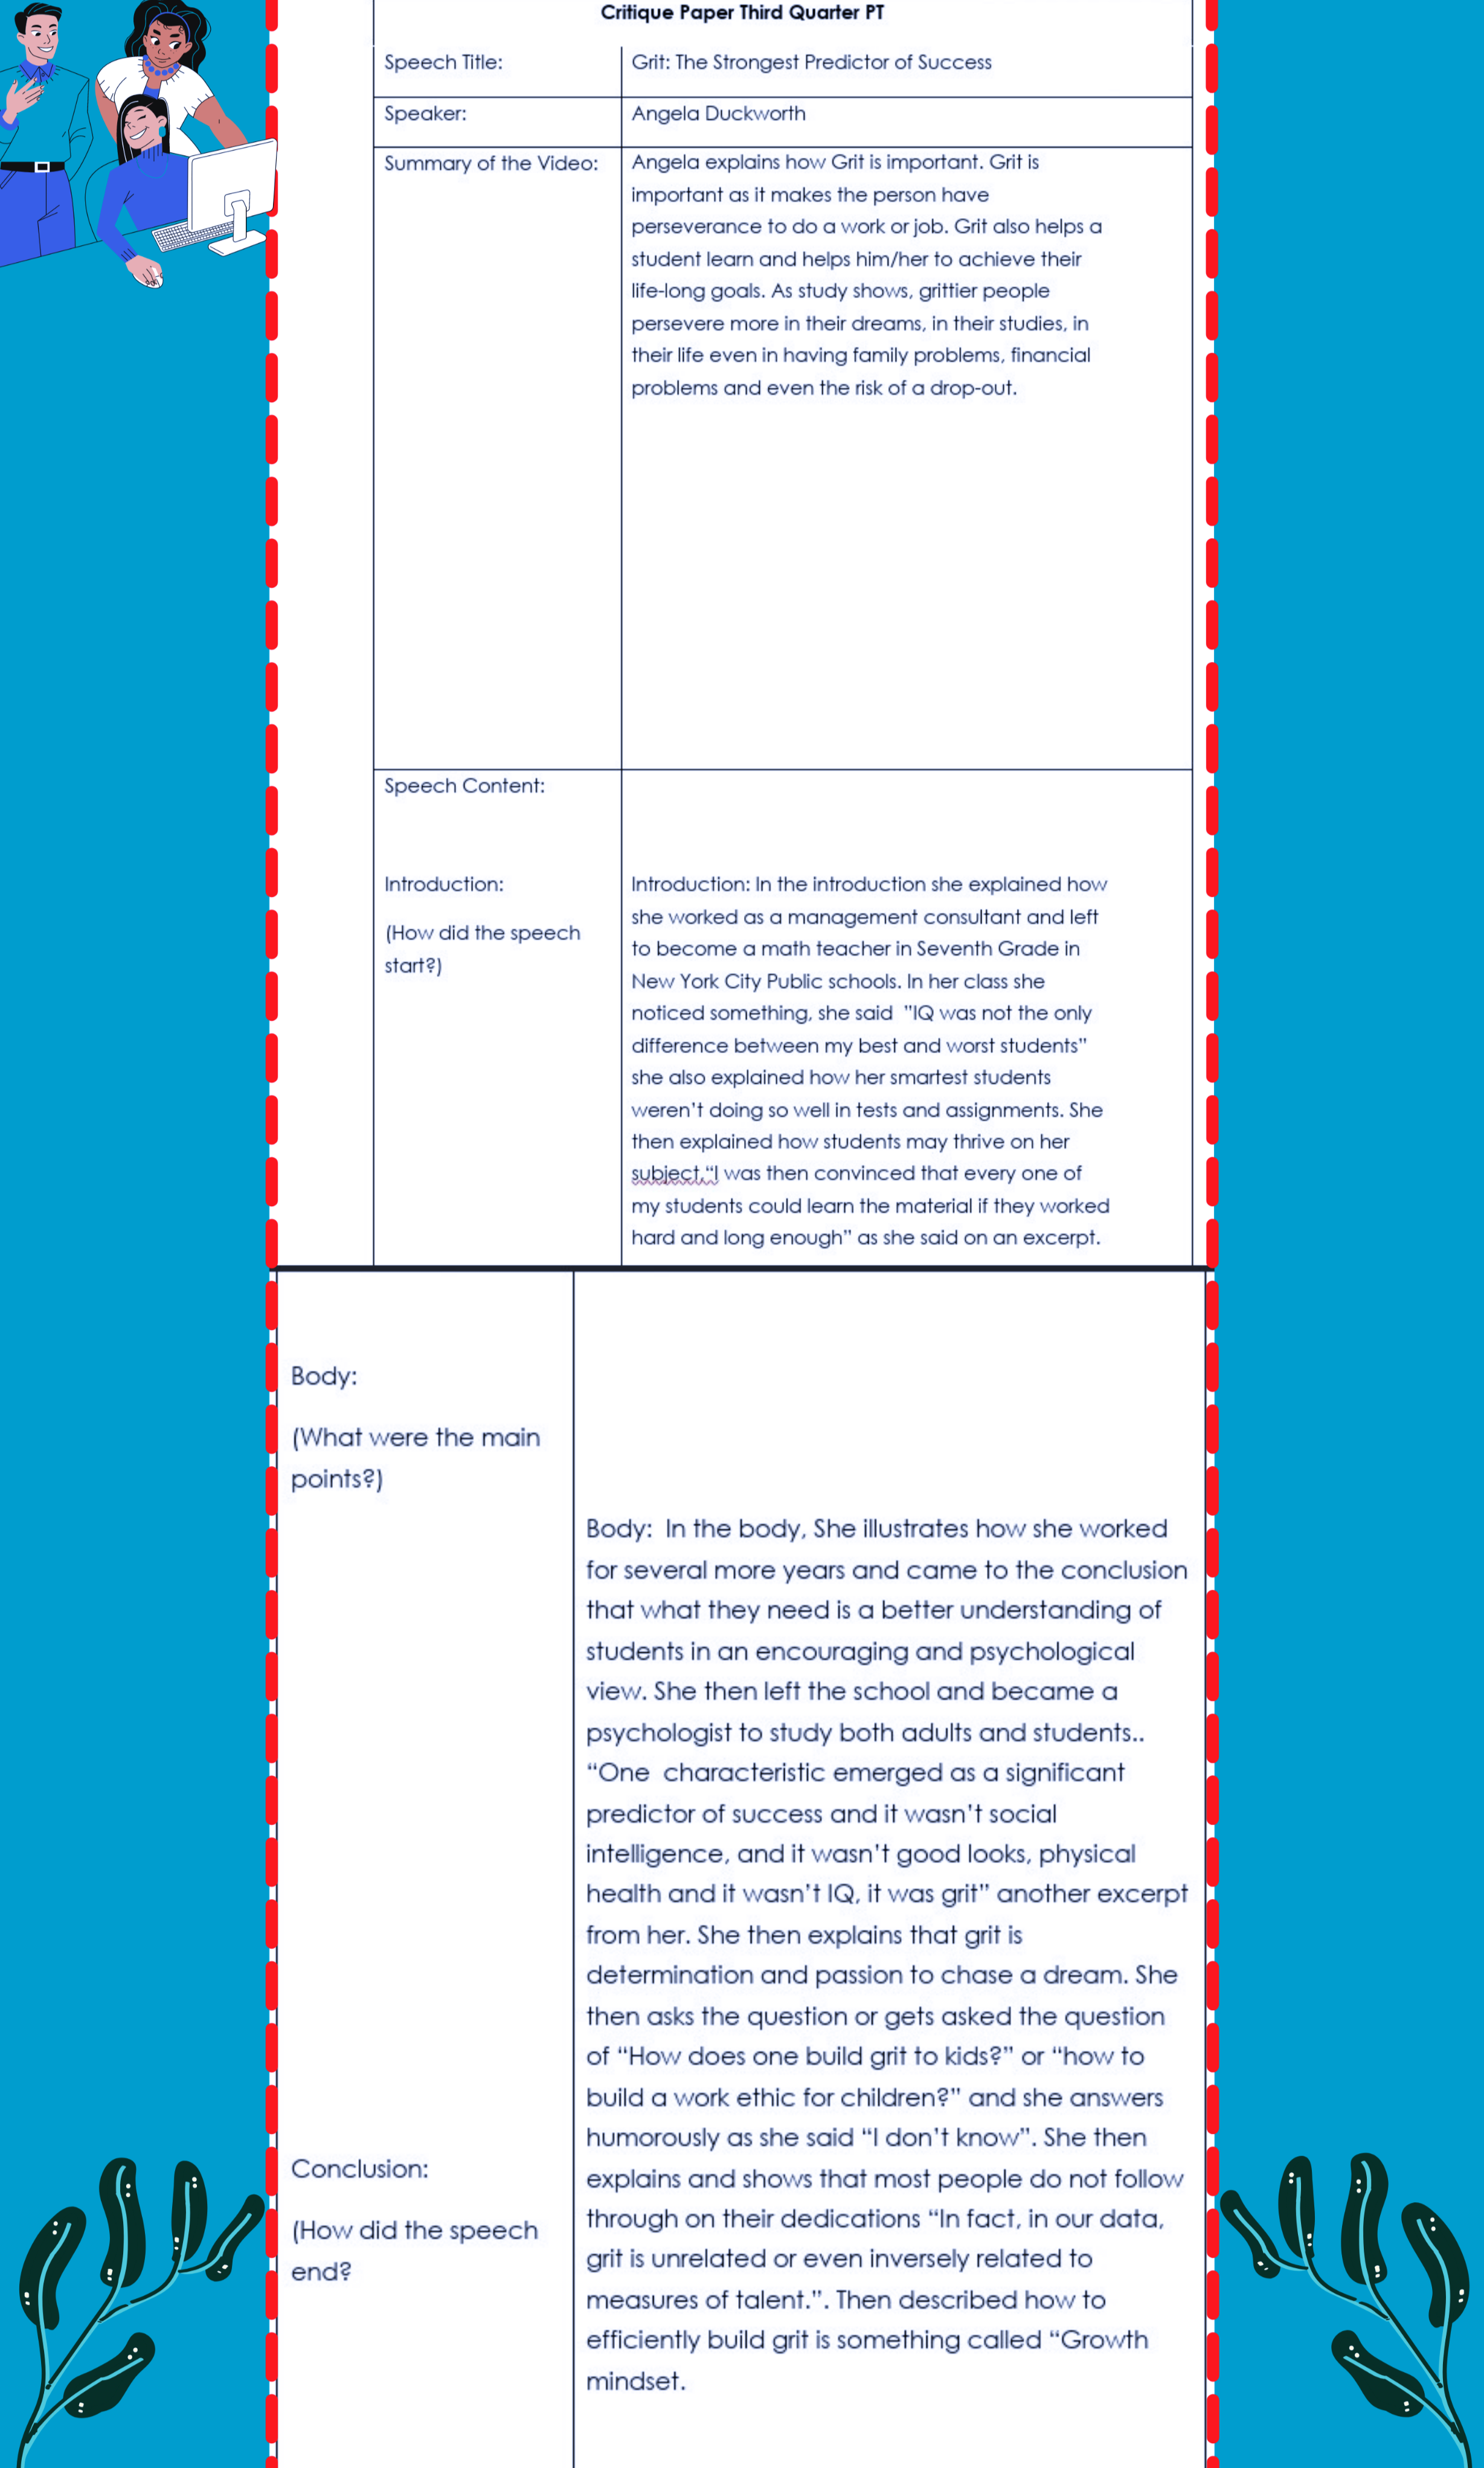 Critique Paper Third Quarter PT
Speech Title:
Grit: The Strongest Predictor of Success
Speaker:
Angela Duckworth
Summary of the Video:
Angela explains how Grit is important. Grit is
important as it makes the person have
perseverance to do a work or job. Grit also helps a
student learn and helps him/her to achieve their
life-long goals. As study shows, grittier people
persevere more in their dreams, in their studies, in
their life even in having family problems, financial
problems and even the risk of a drop-out.
Speech Content:
Introduction:
(How did the speech
start?)
Introduction: In the introduction she explained how
she worked as a management consultant and left
to become a math teacher in Seventh Grade in
New York City Public schools. In her class she
noticed something, she said  "IQ was not the only
difference between my best and worst students”
she also explained how her smartest students
weren’t doing so well in tests and assignments. She
then explained how students may thrive on her
subject,“I was then convinced that every one of
my students could learn the material if they worked
hard and long enough” as she said on an excerpt.
Body:
(What were the main
points?)
Body:  In the body, She illustrates how she worked
for several more years and came to the conclusion
that what they need is a better understanding of
students in an encouraging and psychological
view. She then left the school and became a
psychologist to study both adults and students..
“One  characteristic emerged as a significant
predictor of success and it wasn’t social
intelligence, and it wasn’t good looks, physical
health and it wasn’t IQ, it was grit” another excerpt
from her. She then explains that grit is
determination and passion to chase a dream. She
then asks the question or gets asked the question
of “How does one build grit to kids?” or “how to
build a work ethic for children?” and she answers
humorously as she said “I don’t know”. She then
explains and shows that most people do not follow
through on their dedications “In fact, in our data,
grit is unrelated or even inversely related to
measures of talent.”. Then described how to
efficiently build grit is something called “Growth
mindset.
Conclusion:
(How did the speech
end?